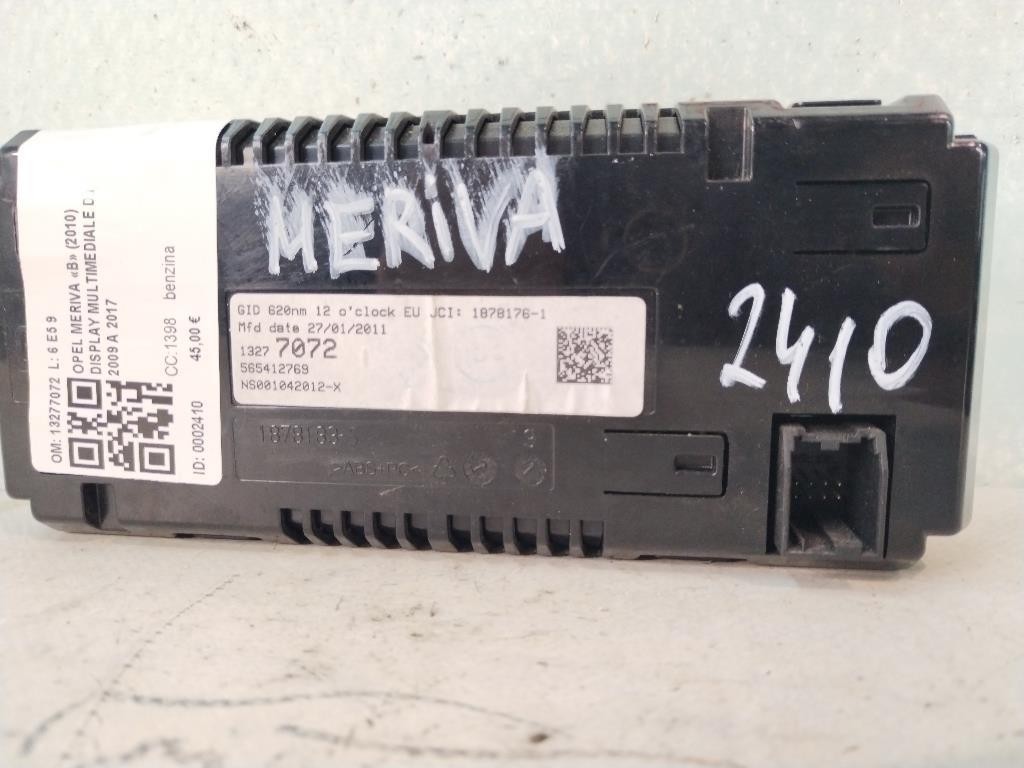 OM: 13277072 L: 6 E5 9
OPEL MERIVA «B» (2010)
DISPLAY MULTIMEDIALE D
2009 A 2017
CC:1398 benzina
ID: 0002410 45,00 €
MERiVA
GID 620nm 12 o'clock EU JCI: 1878176-1
Mfd date 27/01/2011
1327 7072
565412769
NS001042012-X
2410
1878183-
>ABS+PC<